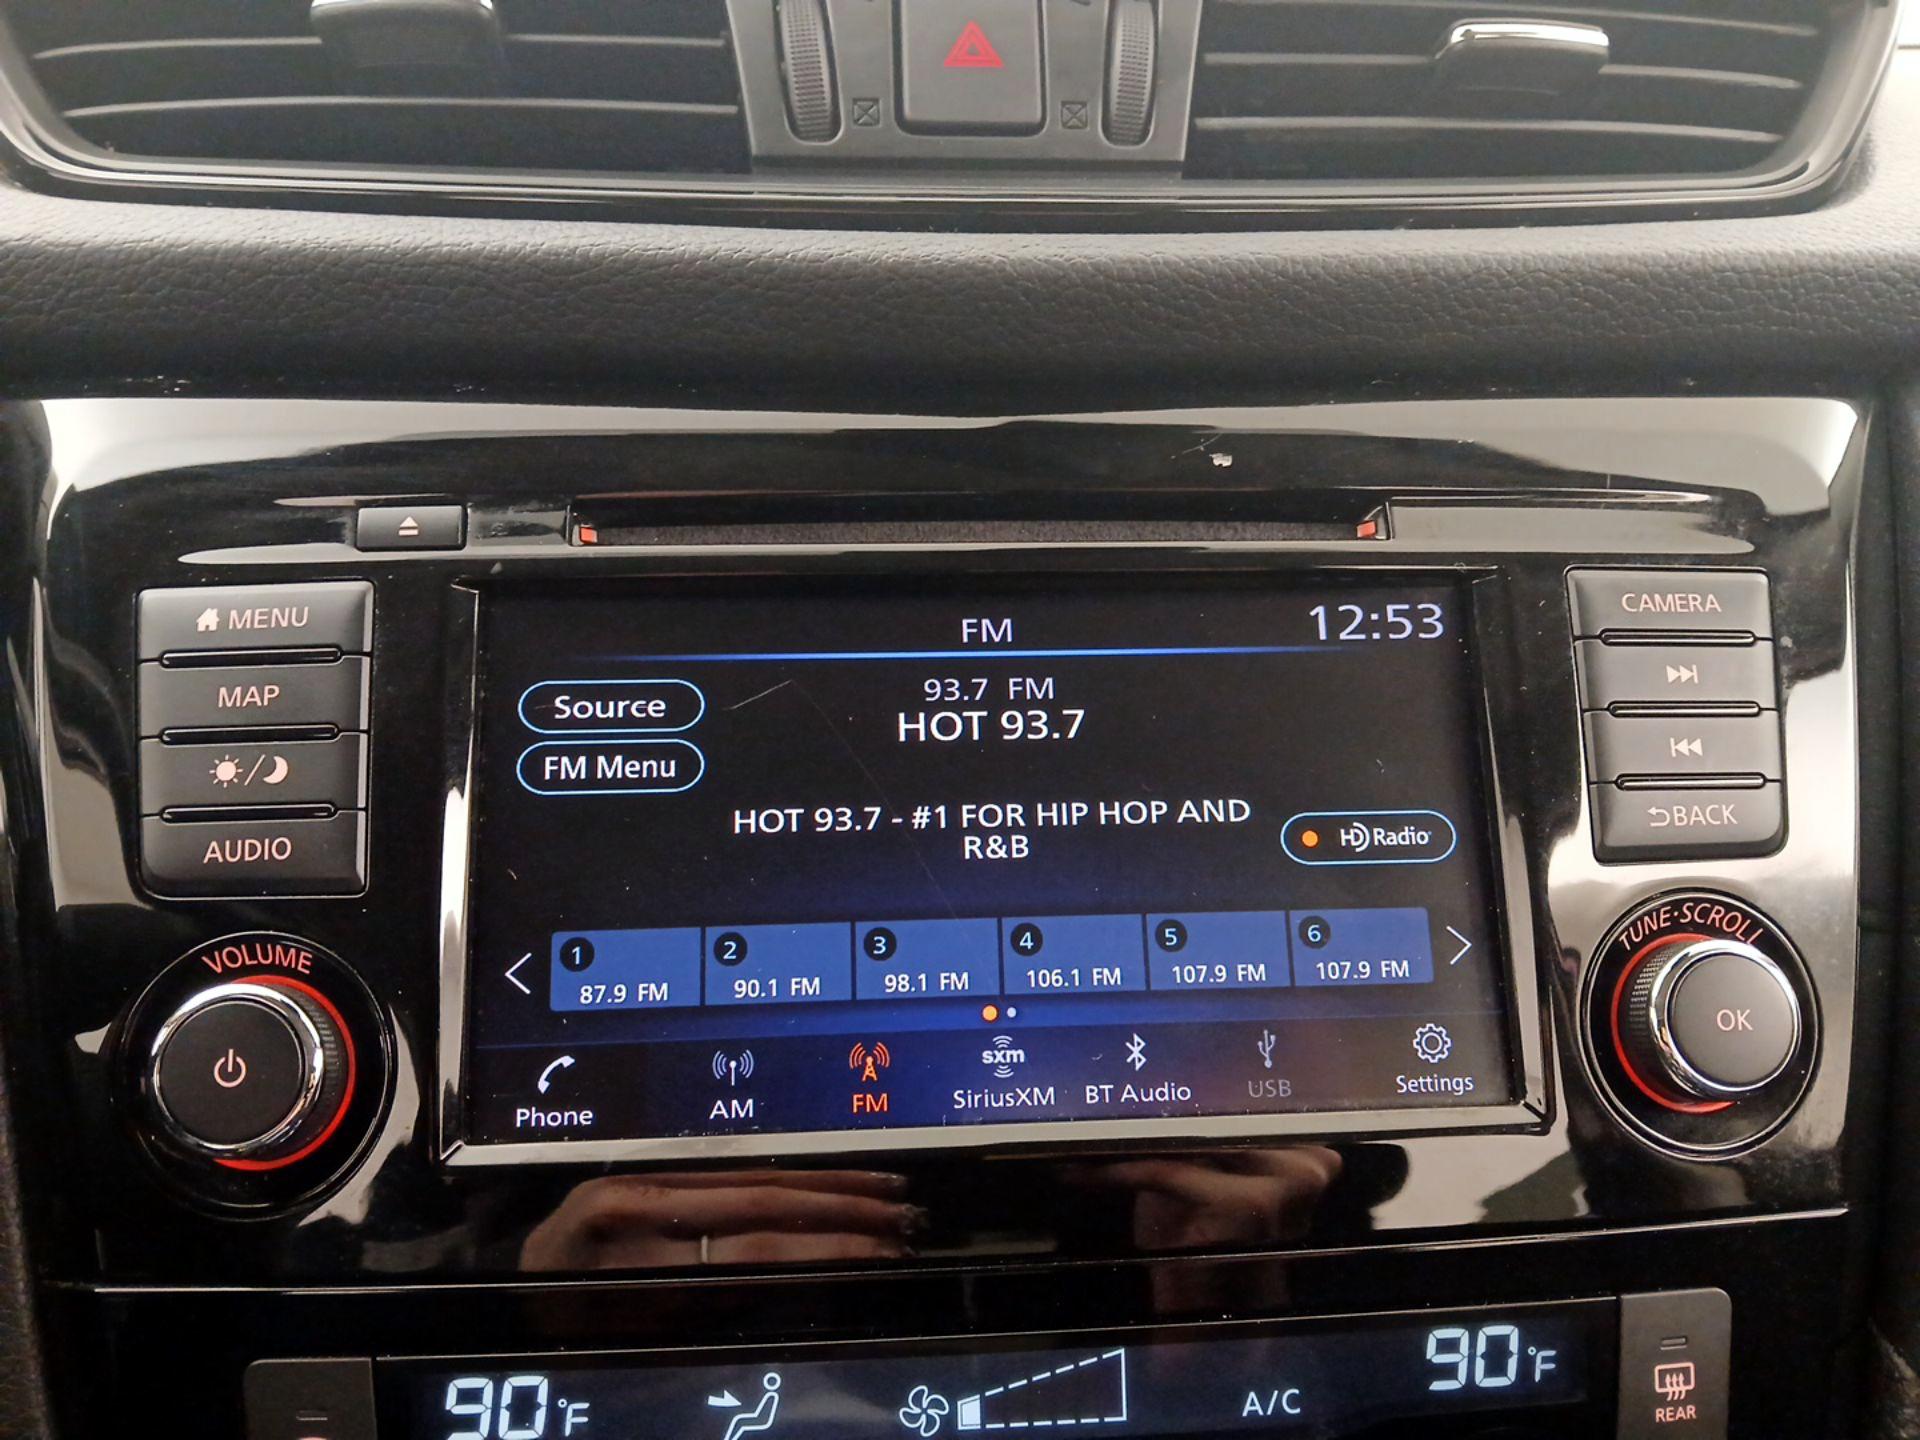 MENU
MAP
AUDIO
VOLUME
FM
12:53
Source
93.7 FM
HOT 93.7
FM Menu
HOT 93.7 - #1 FOR HIP HOP AND
R&B
HD Radio
1
87.9 FM
2
90.1 FM
3
98.1 FM
4
106.1 FM
5
107.9 FM
6
107.9 FM
Phone
AM
FM
sxm
SiriusXM
BT Audio
USB
Settings
CAMERA
BACK
TUNE·SCROLL
OK
90°F
A/C
90°F
REAR